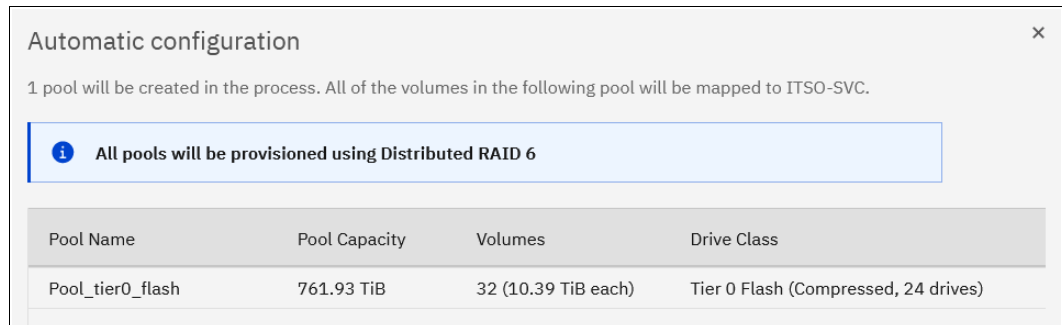 Automatic configuration
1 pool will be created in the process. All of the volumes in the following pool will be mapped to ITSO-SVC.
All pools will be provisioned using Distributed RAID 6
Pool Name Pool Capacity Volumes Drive Class
Pool_tier0_flash 761.93 TiB 32 (10.39 TiB each) Tier 0 Flash (Compressed, 24 drives)